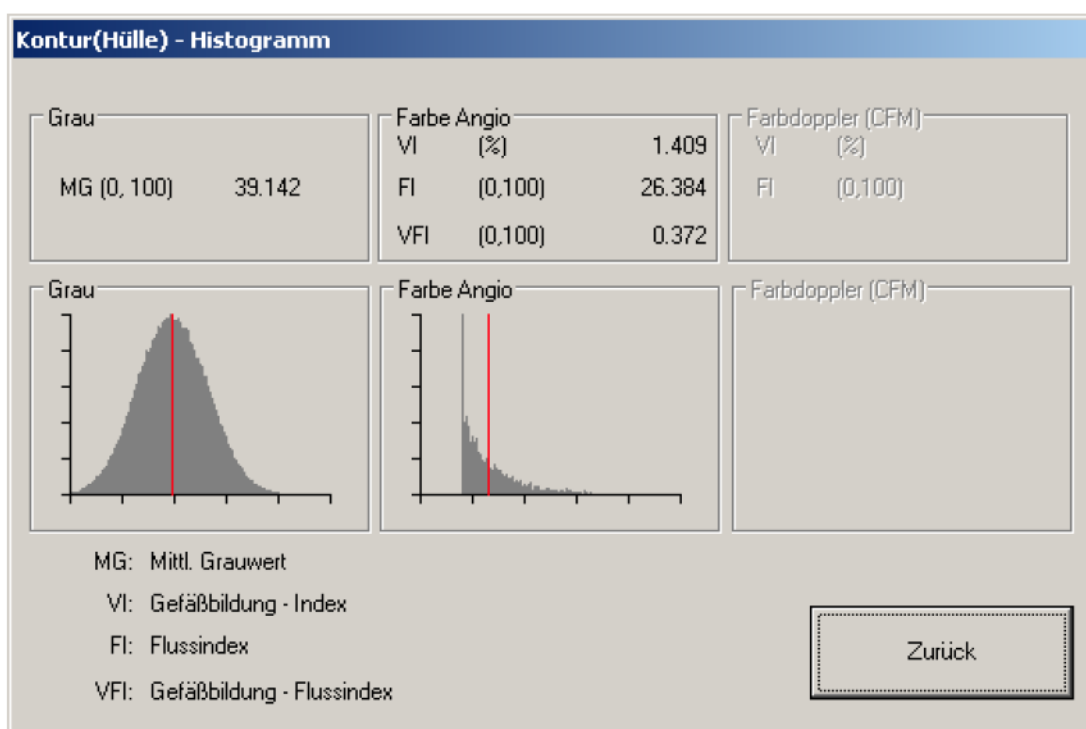 Kontur(Hülle) - Histogramm
Grau
MG (0, 100) 39.142
Farbe Angio
VI (%) 1.409
FI (0,100) 26.384
VFI (0,100) 0.372
Farbdoppler (CFM)
VI (%)
FI (0,100)
Grau
Farbe Angio
Farbdoppler (CFM)
MG: Mittl. Grauwert
VI: Gefäßbildung - Index
FI: Flussindex
VFI: Gefäßbildung - Flussindex
Zurück